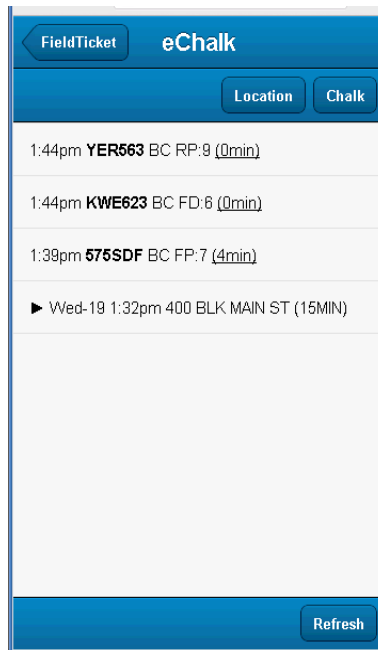 FieldTicket eChalk
Location Chalk
1:44pm YER563 BC RP:9 (0min)
1:44pm KWE623 BC FD:6 (0min)
1:39pm 575SDF BC FP:7 (4min)
► Wed-19 1:32pm 400 BLK MAIN ST (15MIN)
Refresh